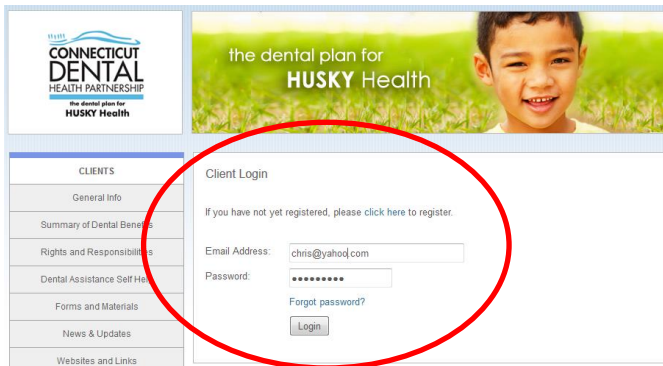 CONNECTICUT
DENTAL
HEALTH PARTNERSHIP
the dental plan for
HUSKY Health
the dental plan for
HUSKY Health
CLIENTS
General Info
Summary of Dental Benefits
Rights and Responsibilities
Dental Assistance Self Help
Forms and Materials
News & Updates
Websites and Links
Client Login
If you have not yet registered, please click here to register.
Email Address: chris@yahoo.com
Password: •••••••••
Forgot password?
Login